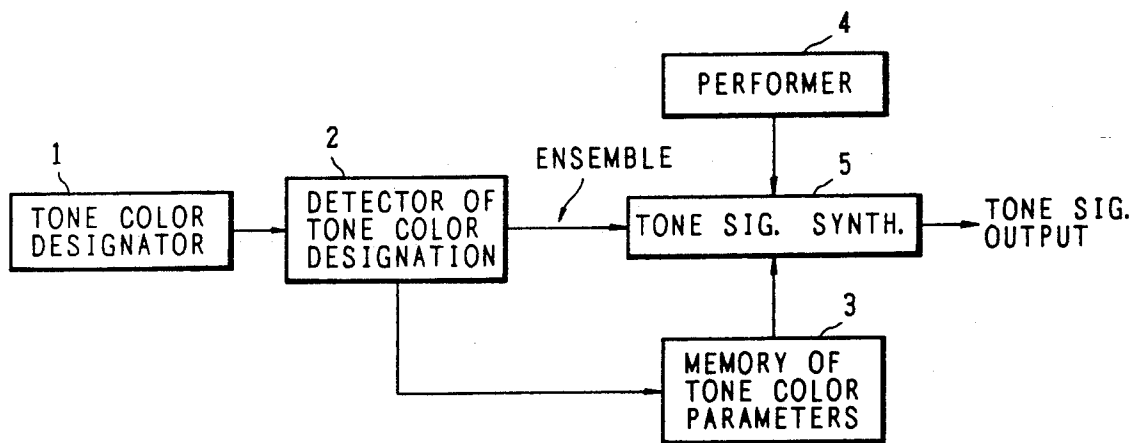 4
PERFORMER
1
TONE COLOR
DESIGNATOR
2
DETECTOR OF
TONE COLOR
DESIGNATION
ENSEMBLE
5
TONE SIG. SYNTH.
TONE SIG.
OUTPUT
3
MEMORY OF
TONE COLOR
PARAMETERS